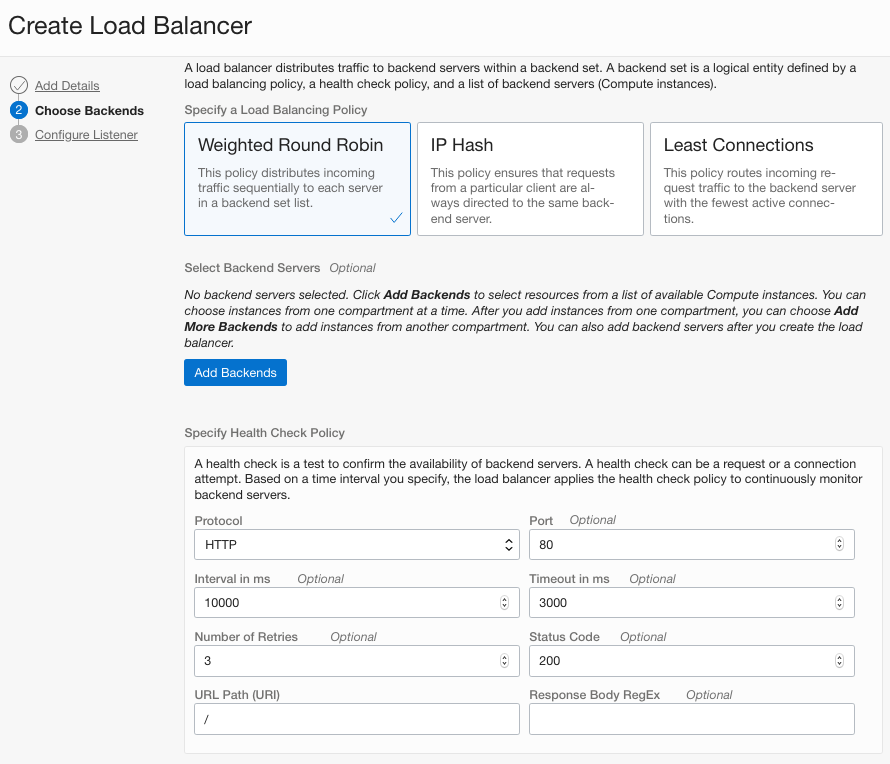 Create Load Balancer
Add Details
2 Choose Backends
3 Configure Listener
A load balancer distributes traffic to backend servers within a backend set. A backend set is a logical entity defined by a
load balancing policy, a health check policy, and a list of backend servers (Compute instances).
Specify a Load Balancing Policy
Weighted Round Robin
This policy distributes incoming
traffic sequentially to each server
in a backend set list.
IP Hash
This policy ensures that requests
from a particular client are al-
ways directed to the same back-
end server.
Least Connections
This policy routes incoming re-
quest traffic to the backend server
with the fewest active connec-
tions.
Select Backend Servers Optional
No backend servers selected. Click Add Backends to select resources from a list of available Compute instances. You can
choose instances from one compartment at a time. After you add instances from one compartment, you can choose Add
More Backends to add instances from another compartment. You can also add backend servers after you create the load
balancer.
Add Backends
Specify Health Check Policy
A health check is a test to confirm the availability of backend servers. A health check can be a request or a connection
attempt. Based on a time interval you specify, the load balancer applies the health check policy to continuously monitor
backend servers.
Protocol
HTTP
Port Optional
80
Interval in ms Optional
10000
Timeout in ms Optional
3000
Number of Retries Optional
3
Status Code Optional
200
URL Path (URI)
/
Response Body RegEx Optional